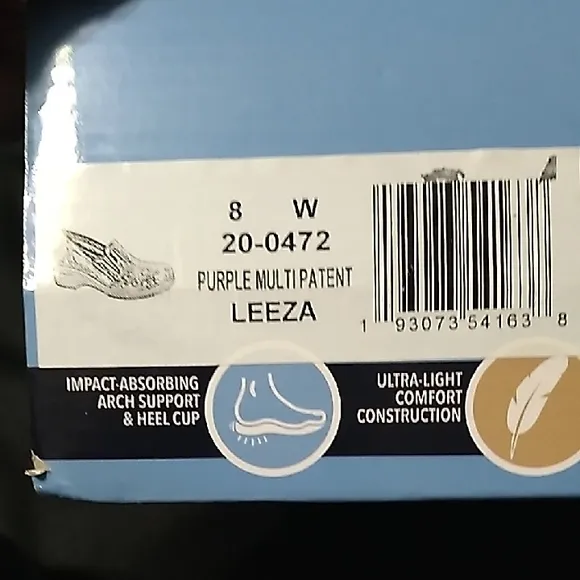 8 W
20-0472
PURPLE MULTI PATENT
LEEZA
1 93073 54163 8
IMPACT-ABSORBING
ARCH SUPPORT
& HEEL CUP
ULTRA-LIGHT
COMFORT
CONSTRUCTION